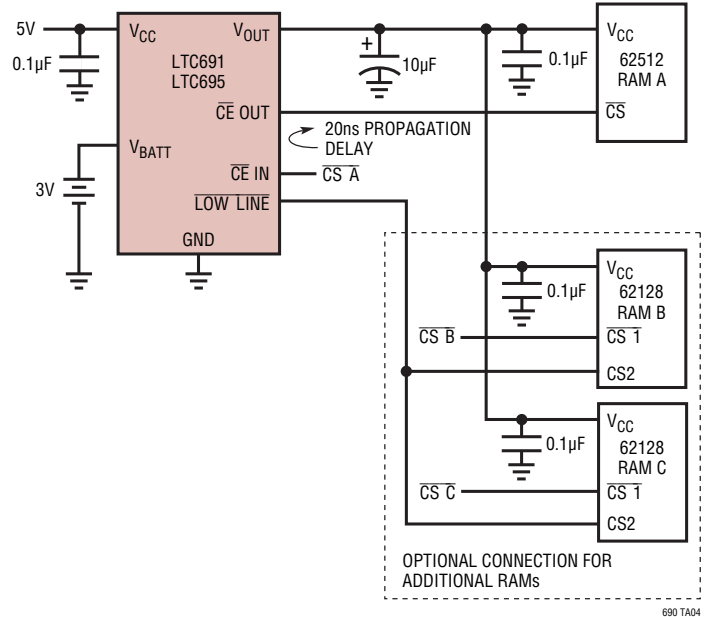 5V
0.1µF
3V
VCC
VOUT
LTC691
LTC695
CE OUT
VBATT
CE IN
LOW LINE
GND
20ns PROPAGATION
DELAY
CS A
+
10µF
0.1µF
VCC
62512
RAM A
CS
0.1µF
VCC
62128
RAM B
CS B
CS 1
CS2
0.1µF
VCC
62128
RAM C
CS C
CS 1
CS2
OPTIONAL CONNECTION FOR
ADDITIONAL RAMs
690 TA04